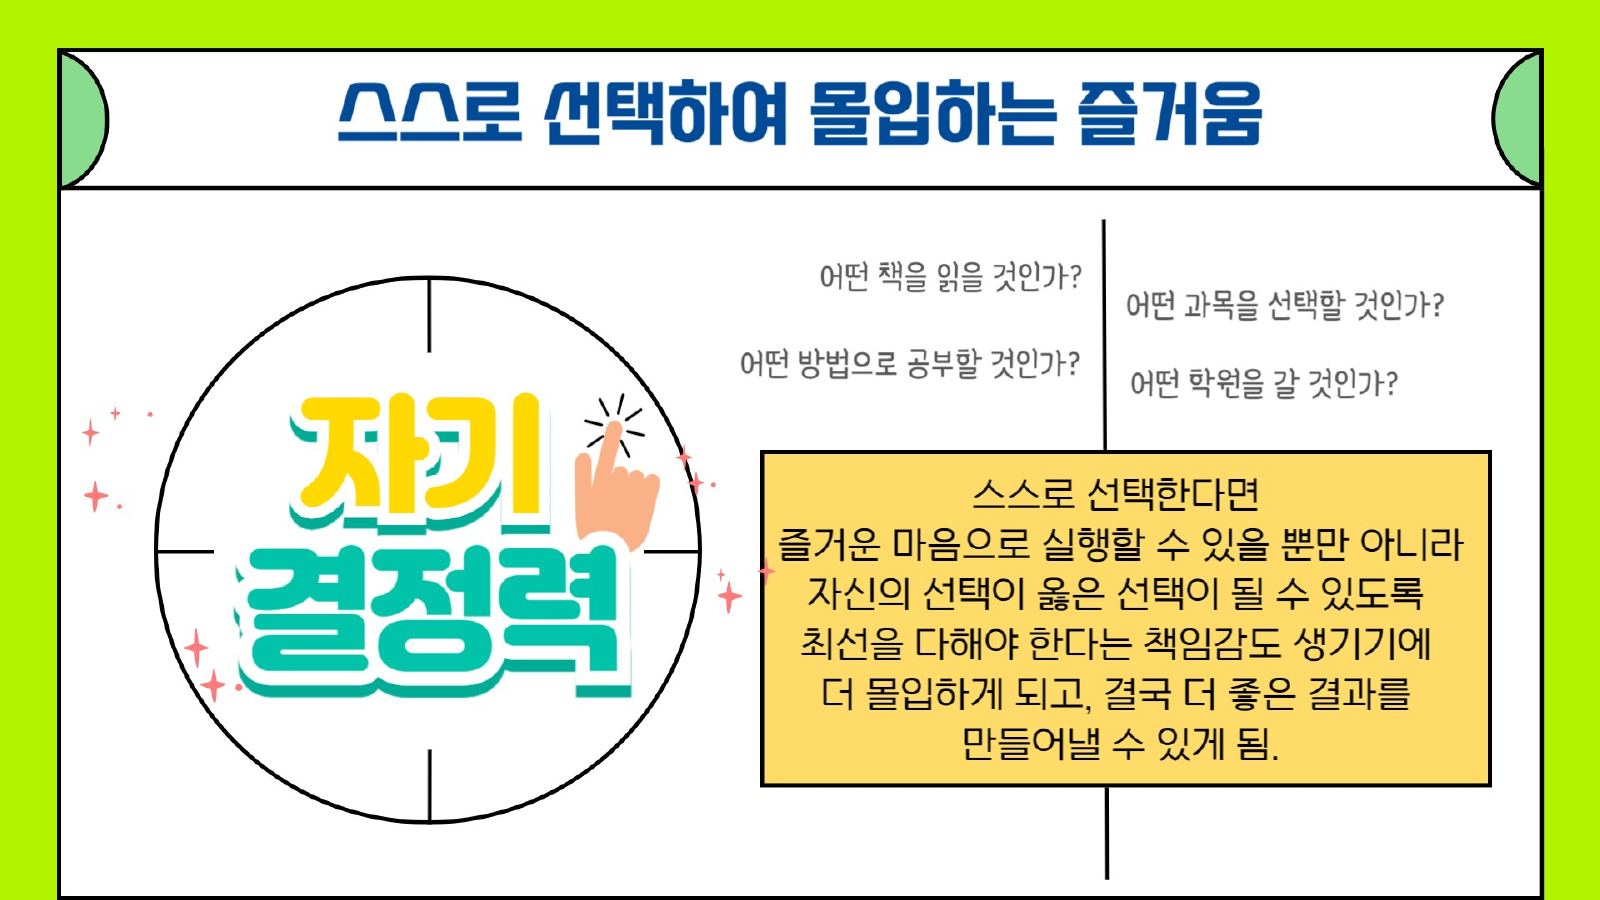 스스로 선택하여 몰입하는 즐거움
자기
결정력
어떤 책을 읽을 것인가?
어떤 과목을 선택할 것인가?
어떤 방법으로 공부할 것인가?
어떤 학원을 갈 것인가?
스스로 선택한다면
즐거운 마음으로 실행할 수 있을 뿐만 아니라
자신의 선택이 옳은 선택이 될 수 있도록
최선을 다해야 한다는 책임감도 생기기에
더 몰입하게 되고, 결국 더 좋은 결과를
만들어낼 수 있게 됨.